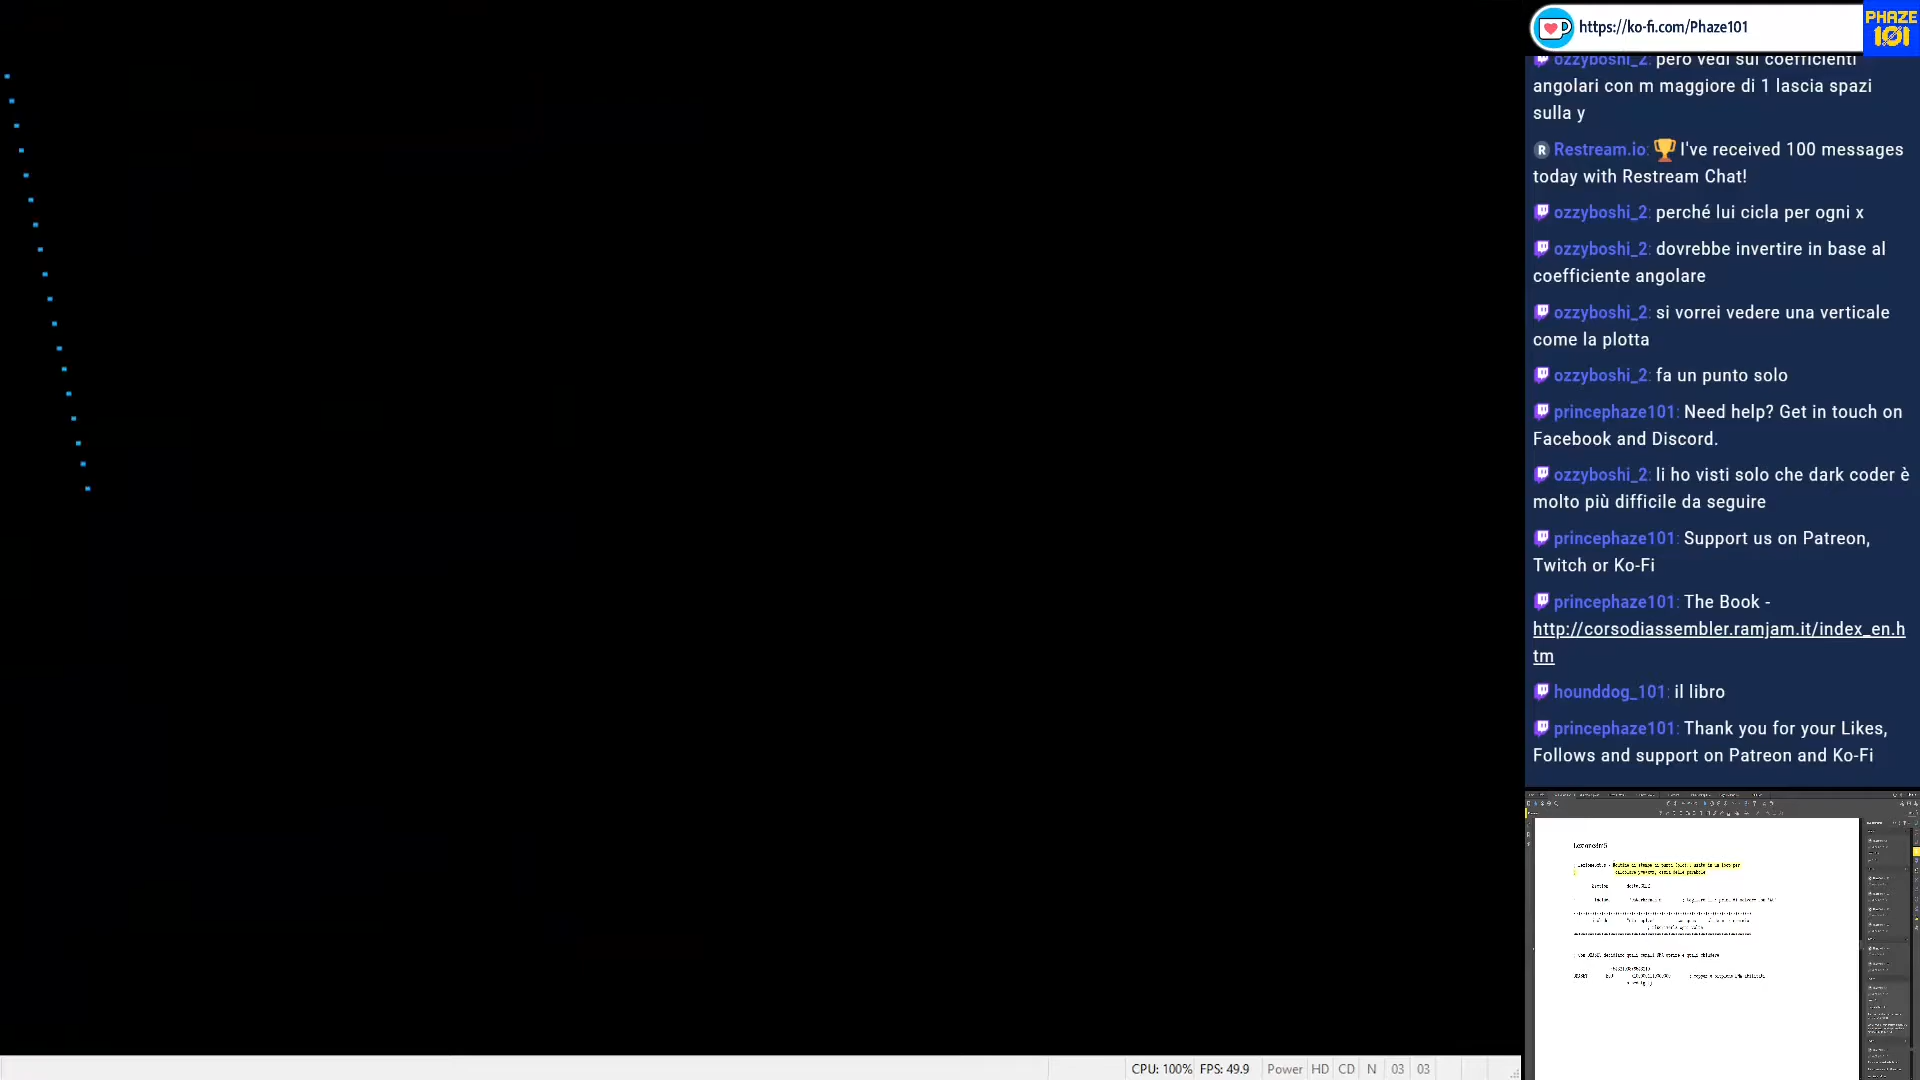 https://ko-fi.com/Phaze101
PHAZE
101
ozzyboshi_2: però vedi sui coefficienti
angolari con m maggiore di 1 lascia spazi
sulla y
Restream.io: 🏆 I've received 100 messages
today with Restream Chat!
ozzyboshi_2: perché lui cicla per ogni x
ozzyboshi_2: dovrebbe invertire in base al
coefficiente angolare
ozzyboshi_2: si vorrei vedere una verticale
come la plotta
ozzyboshi_2: fa un punto solo
princephaze101: Need help? Get in touch on
Facebook and Discord.
ozzyboshi_2: li ho visti solo che dark coder è
molto più difficile da seguire
princephaze101: Support us on Patreon,
Twitch or Ko-Fi
princephaze101: The Book -
http://corsodiassembler.ramjam.it/index_en.h
tm
hounddog_101: il libro
princephaze101: Thank you for your Likes,
Follows and support on Patreon and Ko-Fi
CPU: 100% FPS: 49.9 Power HD CD N 03 03